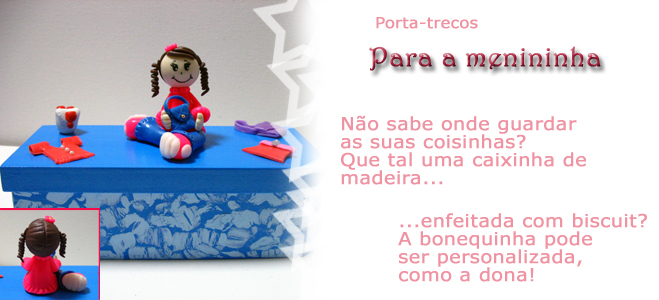 Porta-trecos
Para a menininha
Não sabe onde guardar
as suas coisinhas?
Que tal uma caixinha de
madeira...
...enfeitada com biscuit?
A bonequinha pode
ser personalizada,
como a dona!